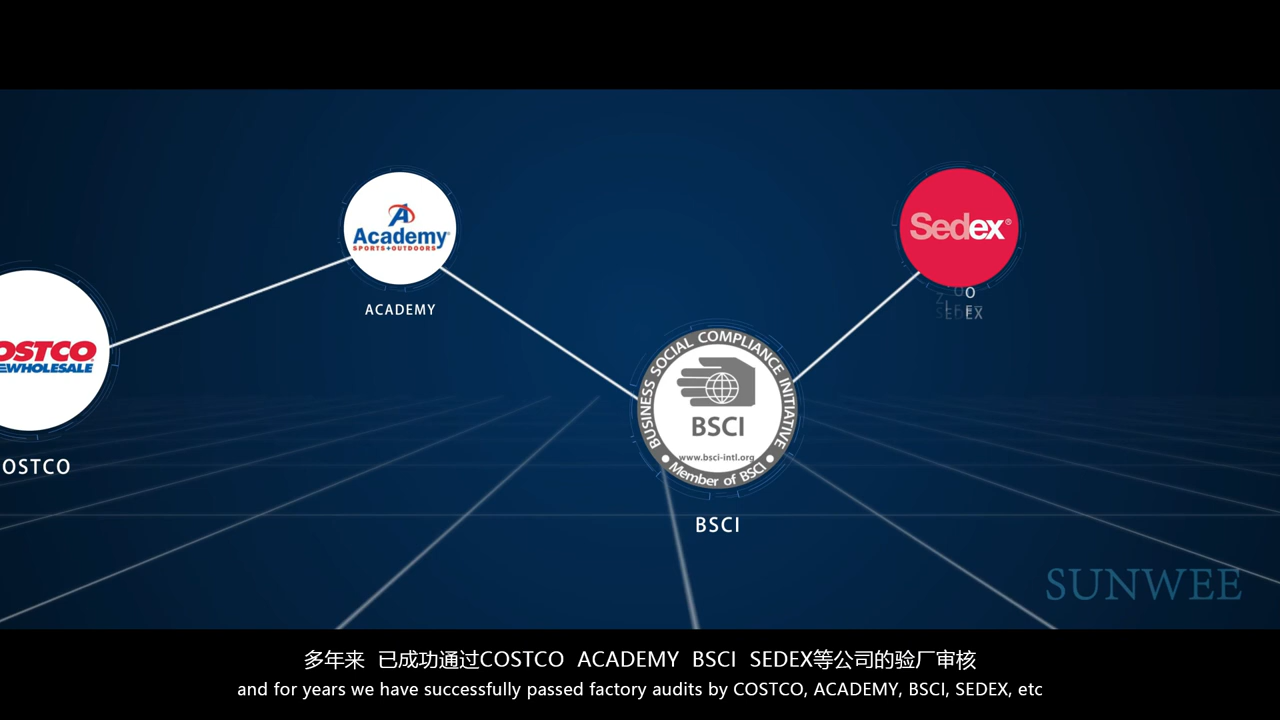 Academy
SPORTS+OUTDOORS
ACADEMY
Sedex
SEDEX
OSTCO
WHOLESALE
OSTCO
BUSINESS SOCIAL COMPLIANCE INITIATIVE
BSCI
www.bsci-intl.org
Member of BSCI
BSCI
SUNWEE
多年来 已成功通过COSTCO ACADEMY BSCI SEDEX等公司的验厂审核
and for years we have successfully passed factory audits by COSTCO, ACADEMY, BSCI, SEDEX, etc